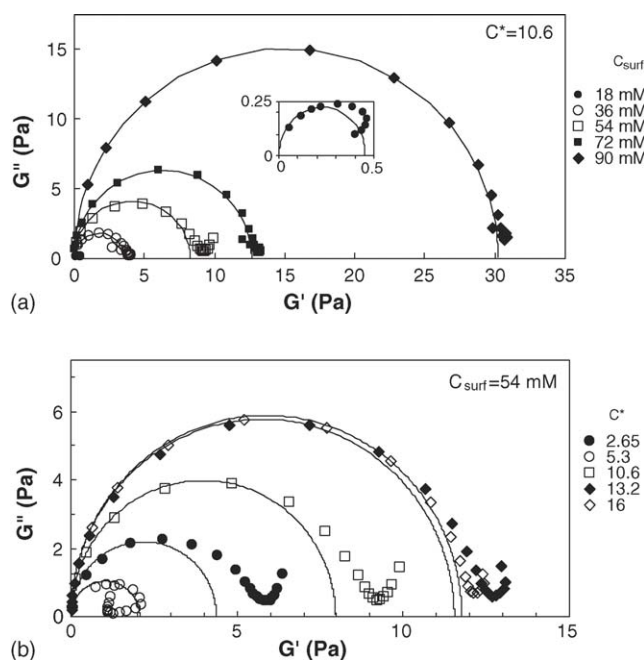 C*=10.6
C_surf
18 mM
36 mM
54 mM
72 mM
90 mM
G'' (Pa)
15
10
5
0
0.25
0
0
0.5
0 5 10 15 20 25 30 35
G' (Pa)
(a)
C_surf=54 mM
C*
2.65
5.3
10.6
13.2
16
G'' (Pa)
6
4
2
0
0 5 10 15
G' (Pa)
(b)